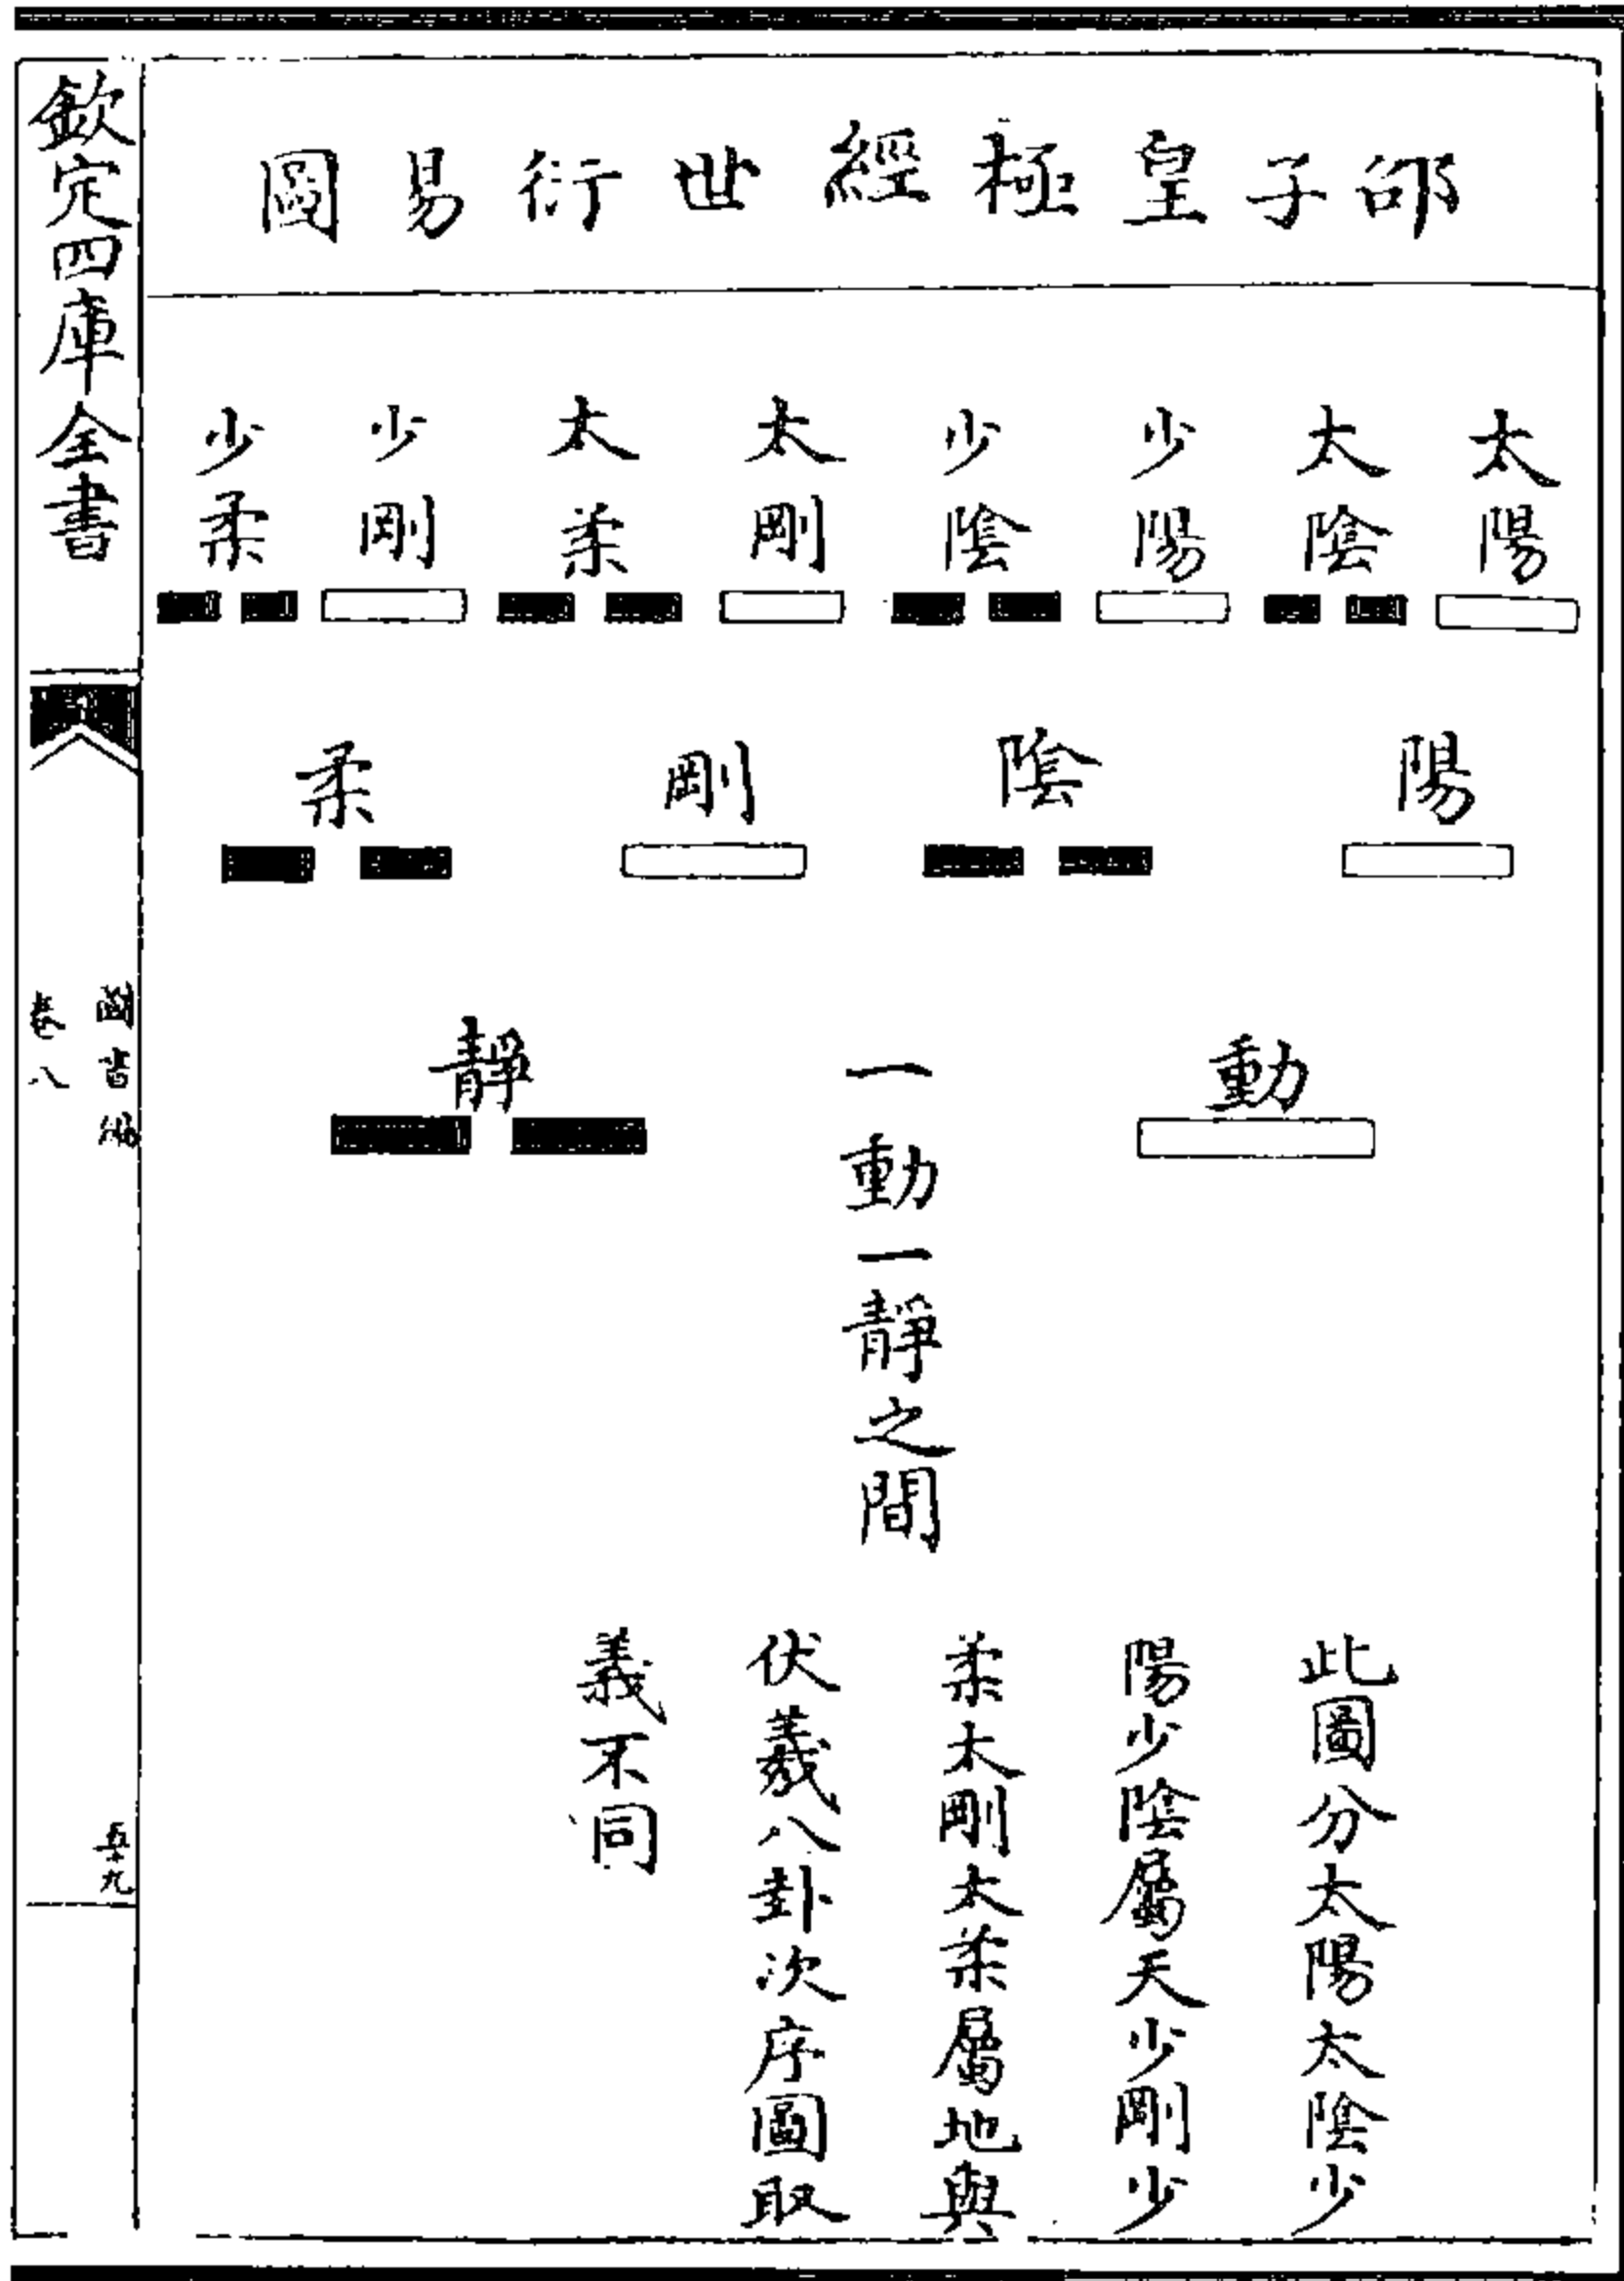 邵子皇極經世衍易圖
太陽
太陰
少陽
少陰
太剛
太柔
少剛
少柔
陽
陰
剛
柔
動
一動一靜之間
靜
此圖分太陽太陰少
陽少陰屬天少剛少
柔太剛太柔屬地與
伏羲八卦次序圖取
義不同
欽定四庫全書
圖書編
卷八
五十九